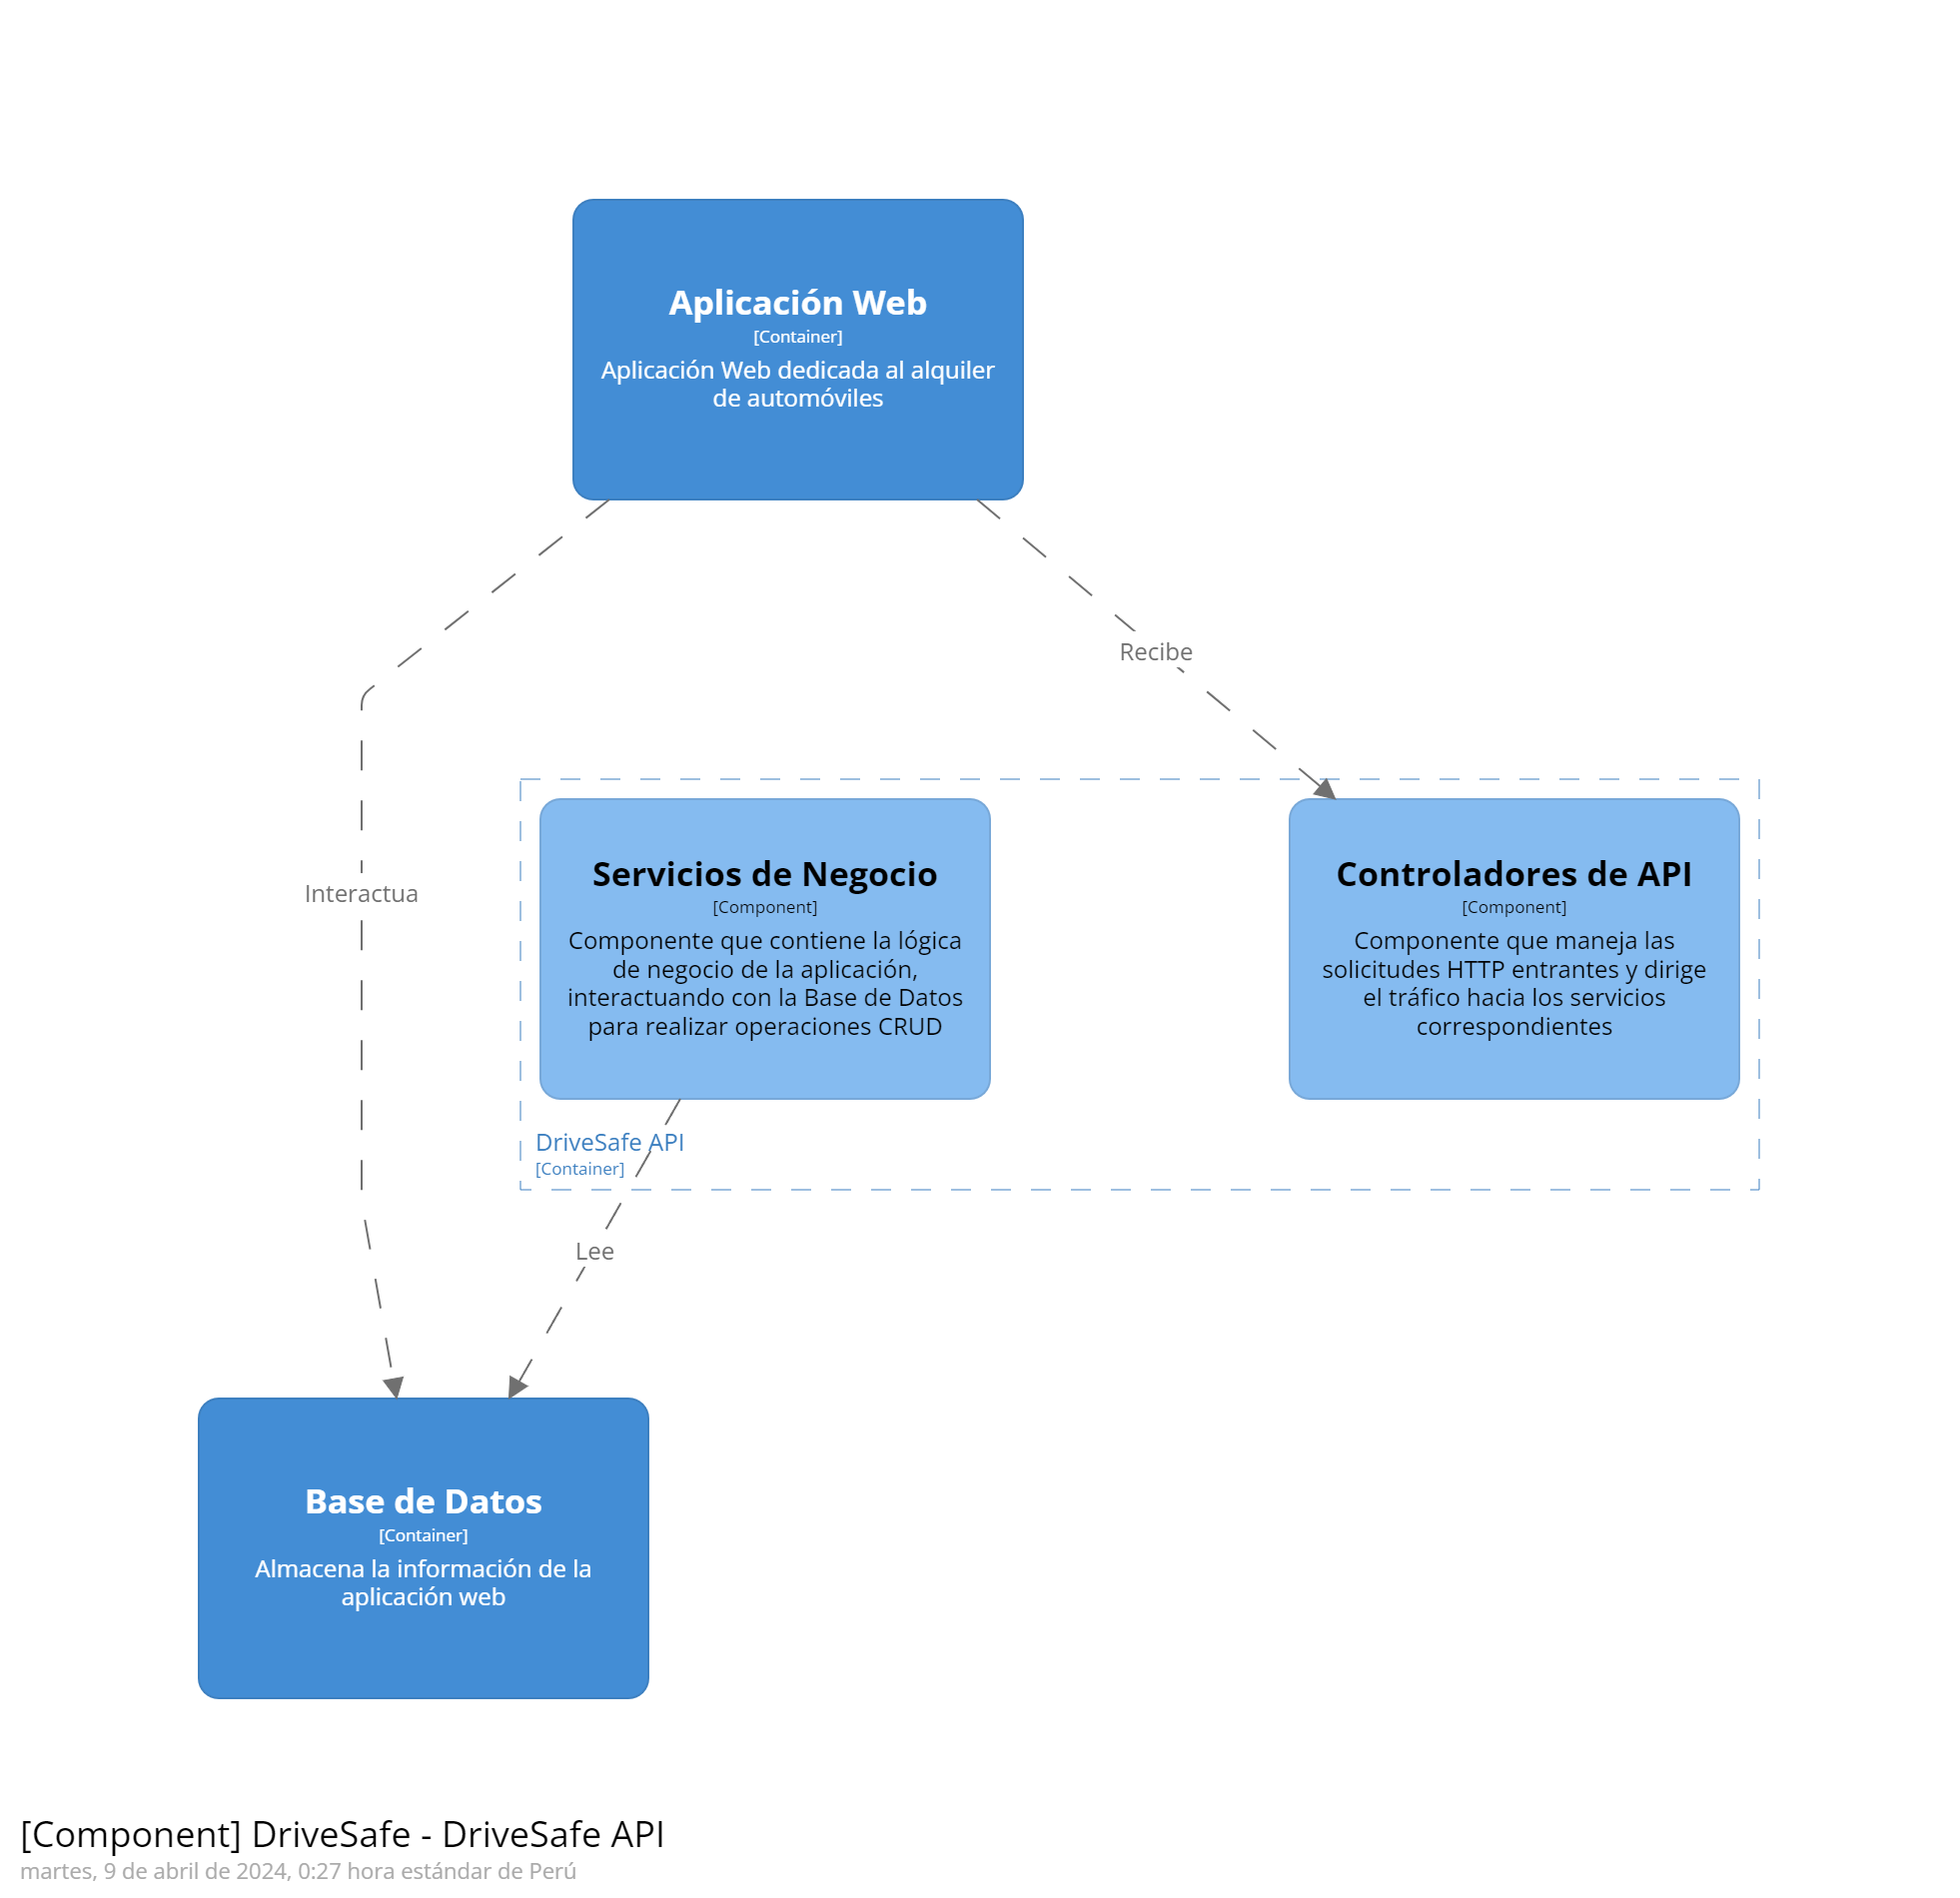 Aplicación Web
[Container]
Aplicación Web dedicada al alquiler
de automóviles
Recibe
Interactua
Servicios de Negocio
[Component]
Componente que contiene la lógica
de negocio de la aplicación,
interactuando con la Base de Datos
para realizar operaciones CRUD
Controladores de API
[Component]
Componente que maneja las
solicitudes HTTP entrantes y dirige
el tráfico hacia los servicios
correspondientes
DriveSafe API
[Container]
Lee
Base de Datos
[Container]
Almacena la información de la
aplicación web
[Component] DriveSafe - DriveSafe API
martes, 9 de abril de 2024, 0:27 hora estándar de Perú